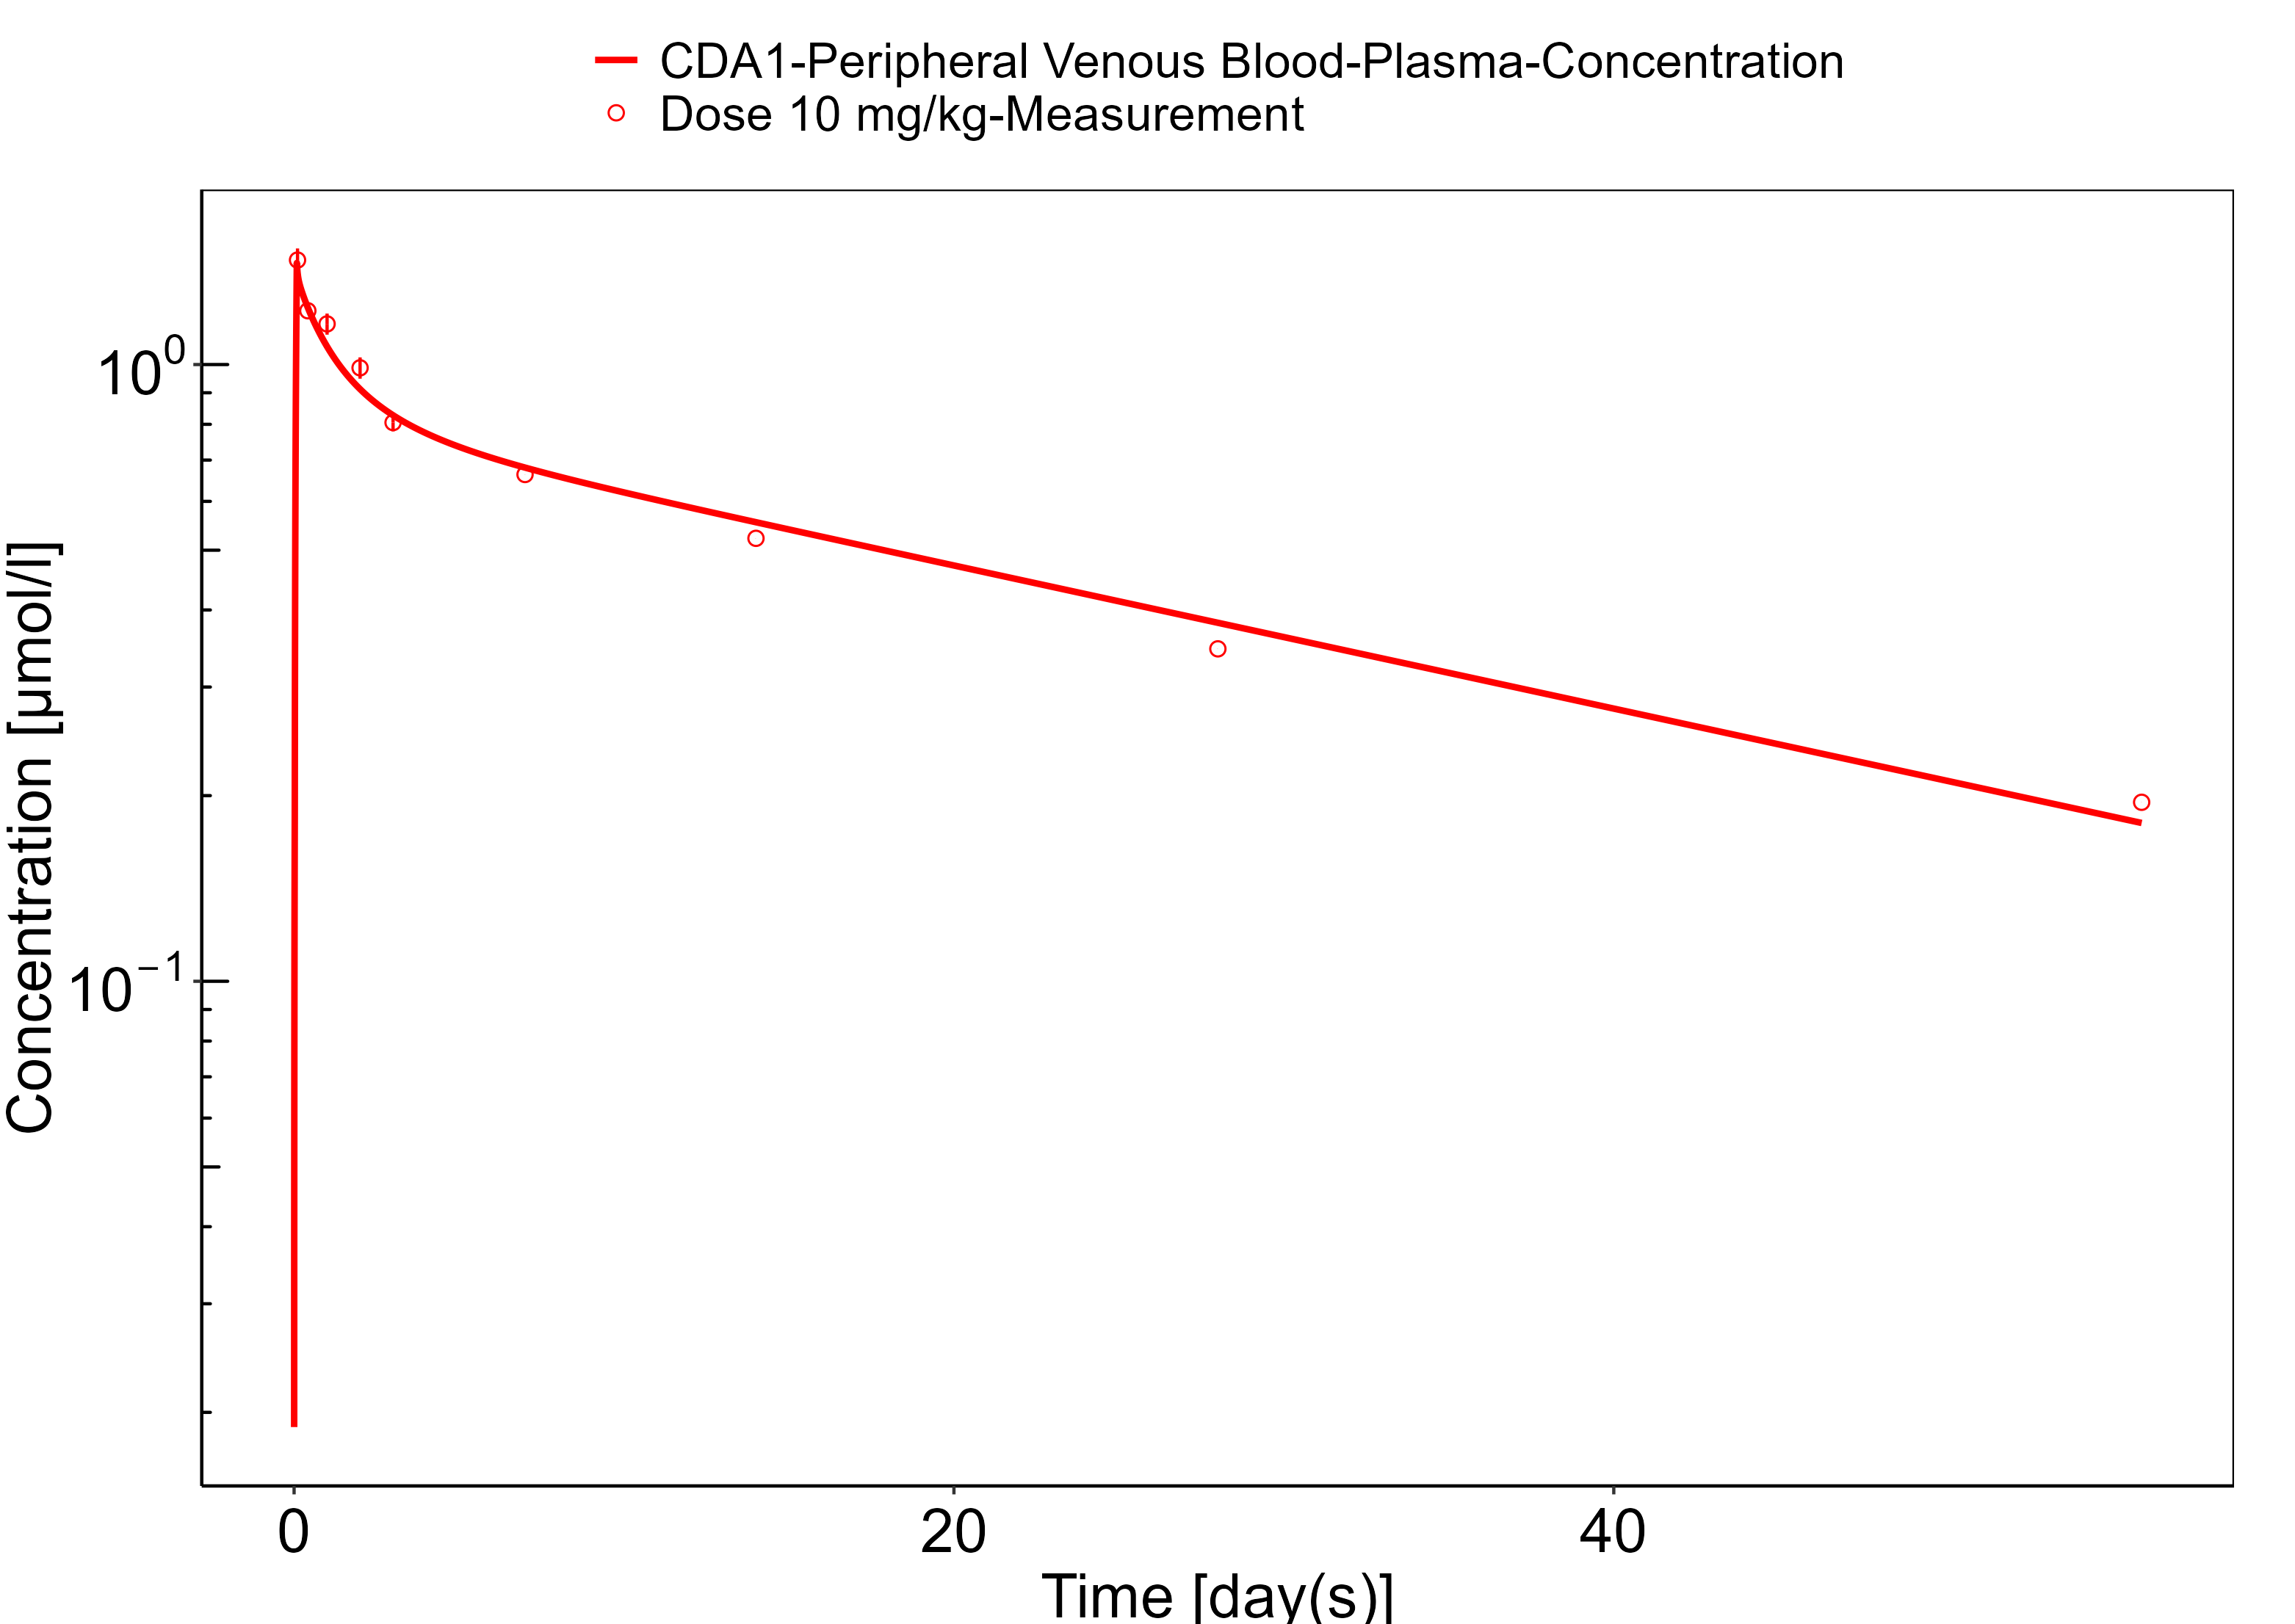 CDA1-Peripheral Venous Blood-Plasma-Concentration
Dose 10 mg/kg-Measurement
Concentration [µmol/l]
10⁰
10⁻¹
0 20 40
Time [day(s)]